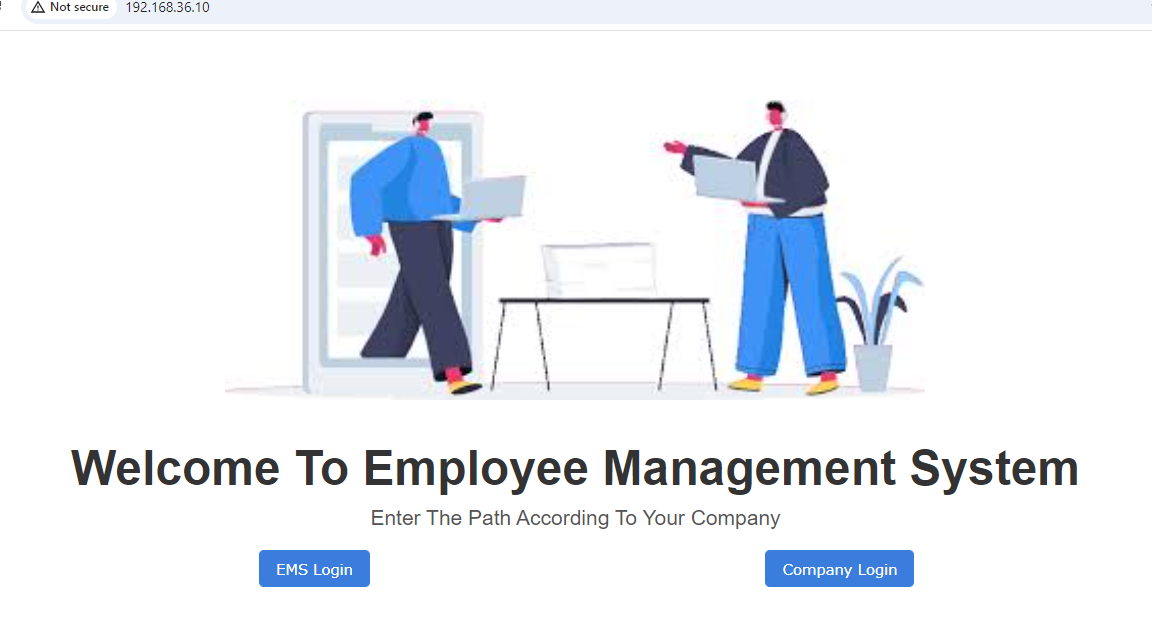 Not secure 192.168.36.10
Welcome To Employee Management System
Enter The Path According To Your Company
EMS Login Company Login